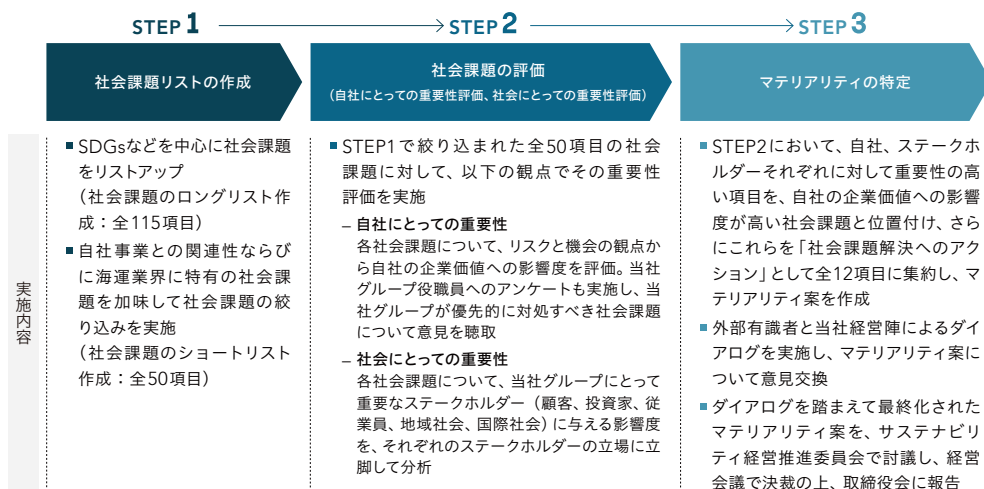 STEP 1
STEP 2
STEP 3
社会課題リストの作成
社会課題の評価
（自社にとっての重要性評価、社会にとっての重要性評価）
マテリアリティの特定
実施内容
■ SDGsなどを中心に社会課題
をリストアップ
（社会課題のロングリスト作
成：全115項目）
■ 自社事業との関連性ならび
に海運業界に特有の社会課
題を加味して社会課題の絞
り込みを実施
（社会課題のショートリスト
作成：全50項目）
■ STEP1で絞り込まれた全50項目の社会
課題に対して、以下の観点でその重要性
評価を実施
– 自社にとっての重要性
各社会課題について、リスクと機会の観点か
ら自社の企業価値への影響度を評価。当社
グループ役職員へのアンケートも実施し、当
社グループが優先的に対処すべき社会課題
について意見を聴取
– 社会にとっての重要性
各社会課題について、当社グループにとって
重要なステークホルダー（顧客、投資家、従
業員、地域社会、国際社会）に与える影響度
を、それぞれのステークホルダーの立場に立
脚して分析
■ STEP2において、自社、ステークホ
ルダーそれぞれに対して重要性の高
い項目を、自社の企業価値への影響
度が高い社会課題と位置付け、さら
にこれらを「社会課題解決へのアク
ション」として全12項目に集約し、マ
テリアリティ案を作成
■ 外部有識者と当社経営陣によるダイ
アログを実施し、マテリアリティ案に
ついて意見交換
■ ダイアログを踏まえて最終化された
マテリアリティ案を、サステナビリ
ティ経営推進委員会で討議し、経営
会議で決裁の上、取締役会に報告